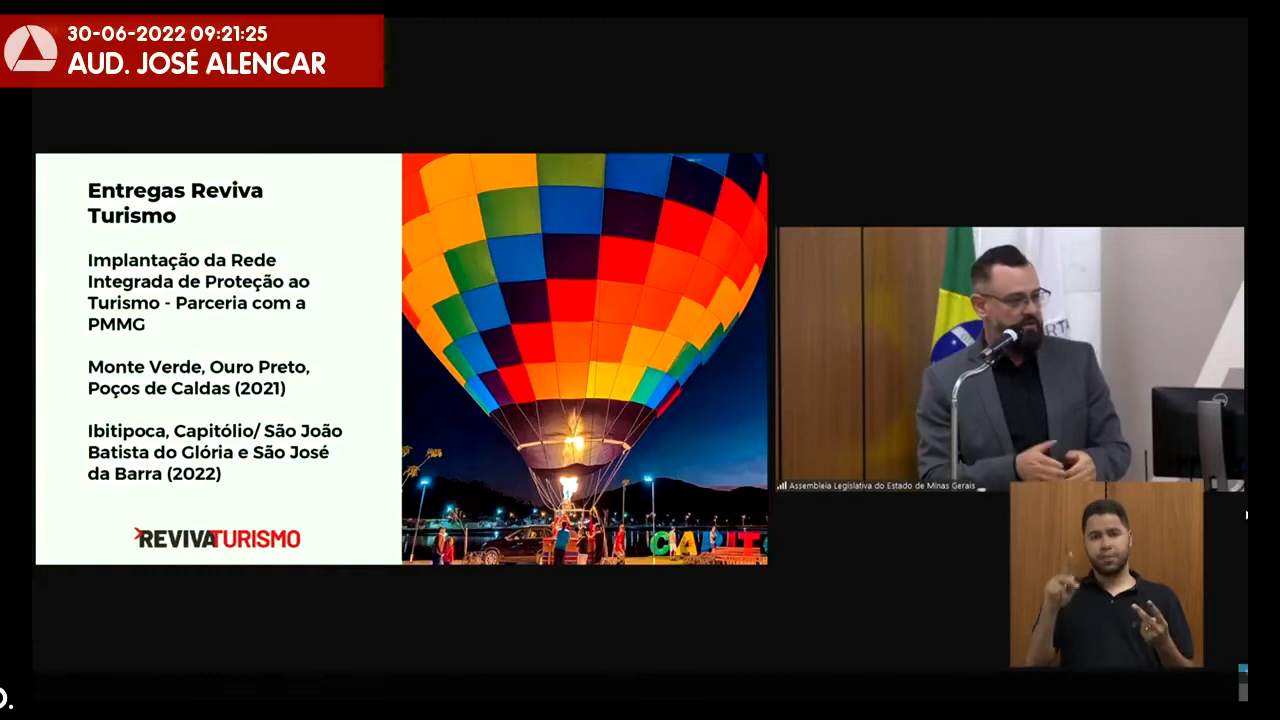 30-06-2022 09:21:25
AUD. JOSÉ ALENCAR
Entregas Reviva
Turismo
Implantação da Rede
Integrada de Proteção ao
Turismo - Parceria com a
PMMG
Monte Verde, Ouro Preto,
Poços de Caldas (2021)
Ibitipoca, Capitólio/ São João
Batista do Glória e São José
da Barra (2022)
REVIVATURISMO
CAPIT
Assembleia Legislativa do Estado de Minas Gerais